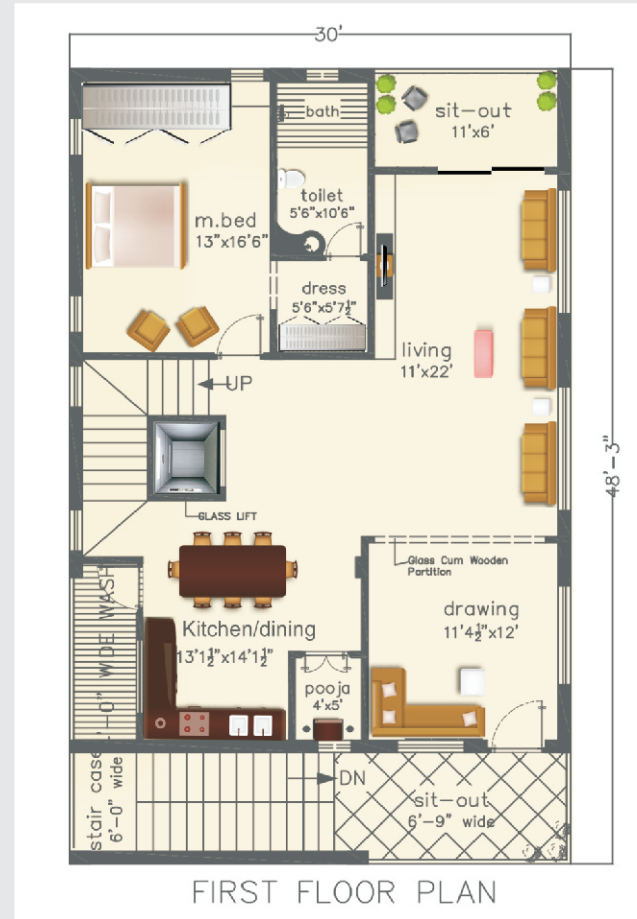 30'
bath
sit-out
11'x6'
toilet
5'6"x10'6"
m.bed
13"x16'6"
dress
5'6"x5'7½"
living
11'x22'
UP
48'-3"
GLASS LIFT
Glass Cum Wooden
Partition
drawing
11'4½"x12'
Kitchen/dining
13'1½"x14'1½"
pooja
4'x5'
'-0" WIDE WASH
DN
stair case
6'-0" wide
sit-out
6'-9" wide
FIRST FLOOR PLAN